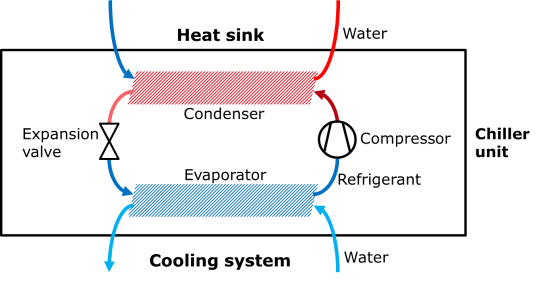 Heat sink
Water
Condenser
Expansion
valve
Compressor
Chiller
unit
Evaporator
Refrigerant
Cooling system
Water